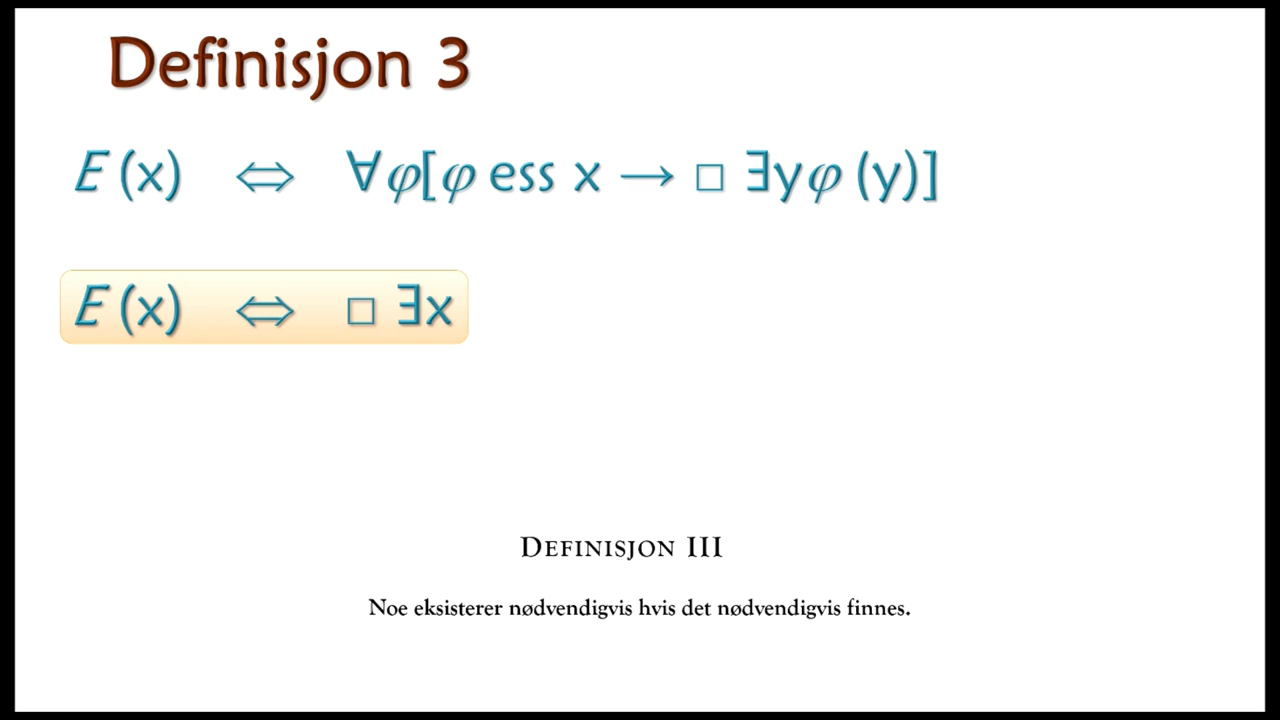 Definisjon 3
E (x) ⇔ ∀φ[φ ess x → □ ∃yφ (y)]
E (x) ⇔ □ ∃x
Definisjon III
Noe eksisterer nødvendigvis hvis det nødvendigvis finnes.